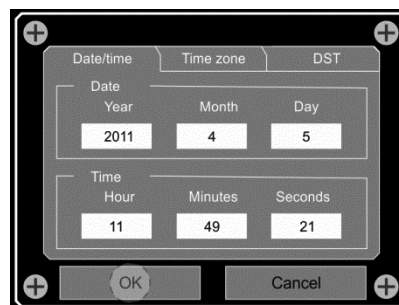 Date/time Time zone DST
Date
Year Month Day
2011 4 5
Time
Hour Minutes Seconds
11 49 21
OK Cancel